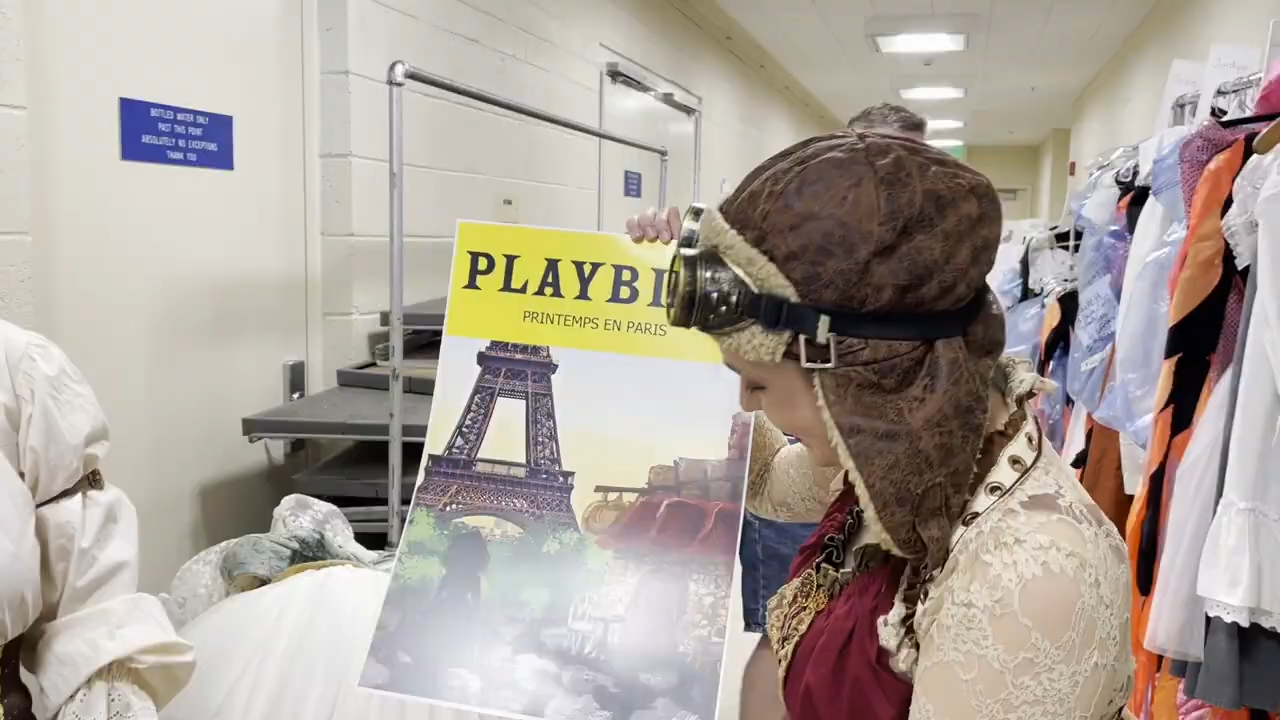 BOTTLED WATER ONLY
PAST THIS POINT
ABSOLUTELY NO EXCEPTIONS
THANK YOU
PLAYBI
PRINTEMPS EN PARIS